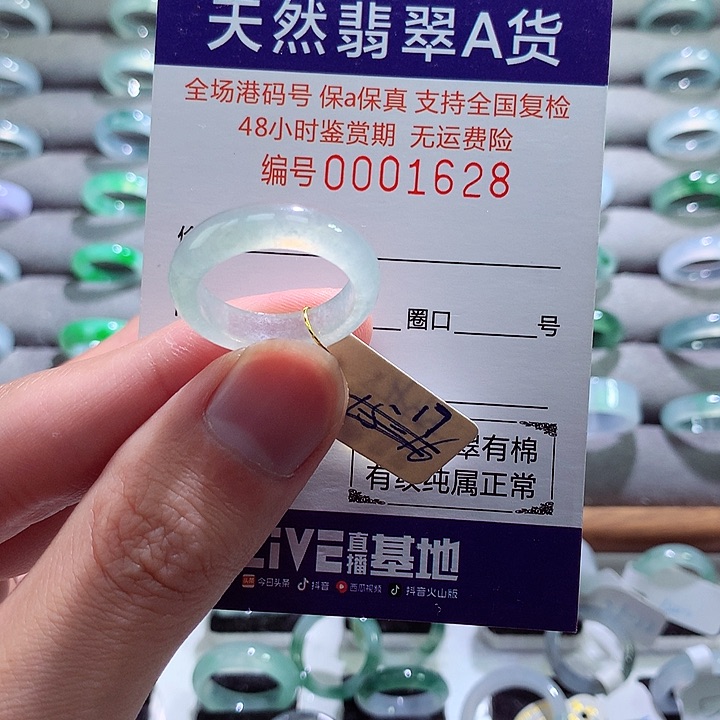 天然翡翠A货
全场港码号 保a保真 支持全国复检
48小时鉴赏期 无运费险
编号0001628
圈口 号
翠有棉
有纹纯属正常
LIVE直播基地
头条 今日头条 抖音 西瓜视频 抖音火山版